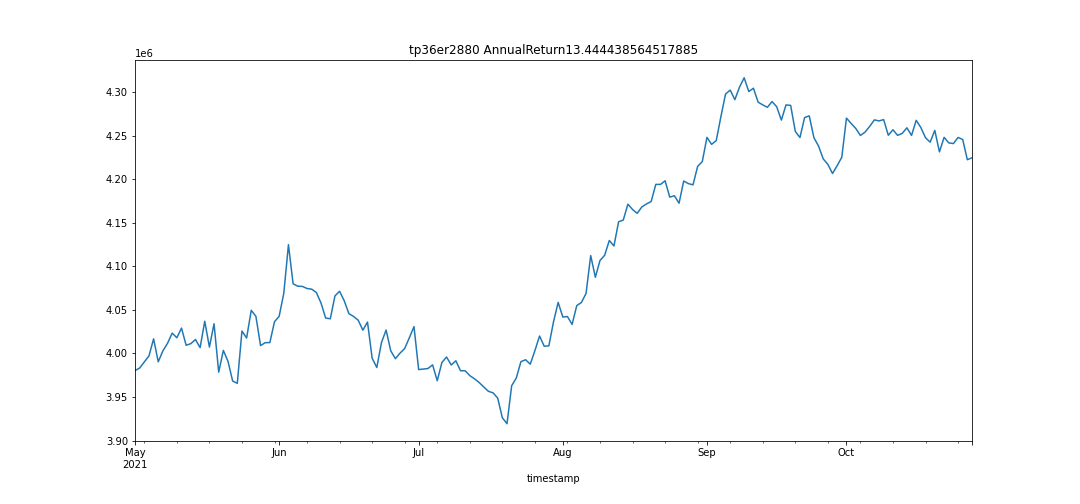 tp36er2880 AnnualReturn13.444438564517885
1e6
4.30
4.25
4.20
4.15
4.10
4.05
4.00
3.95
3.90
May Jun Jul Aug Sep Oct
2021
timestamp